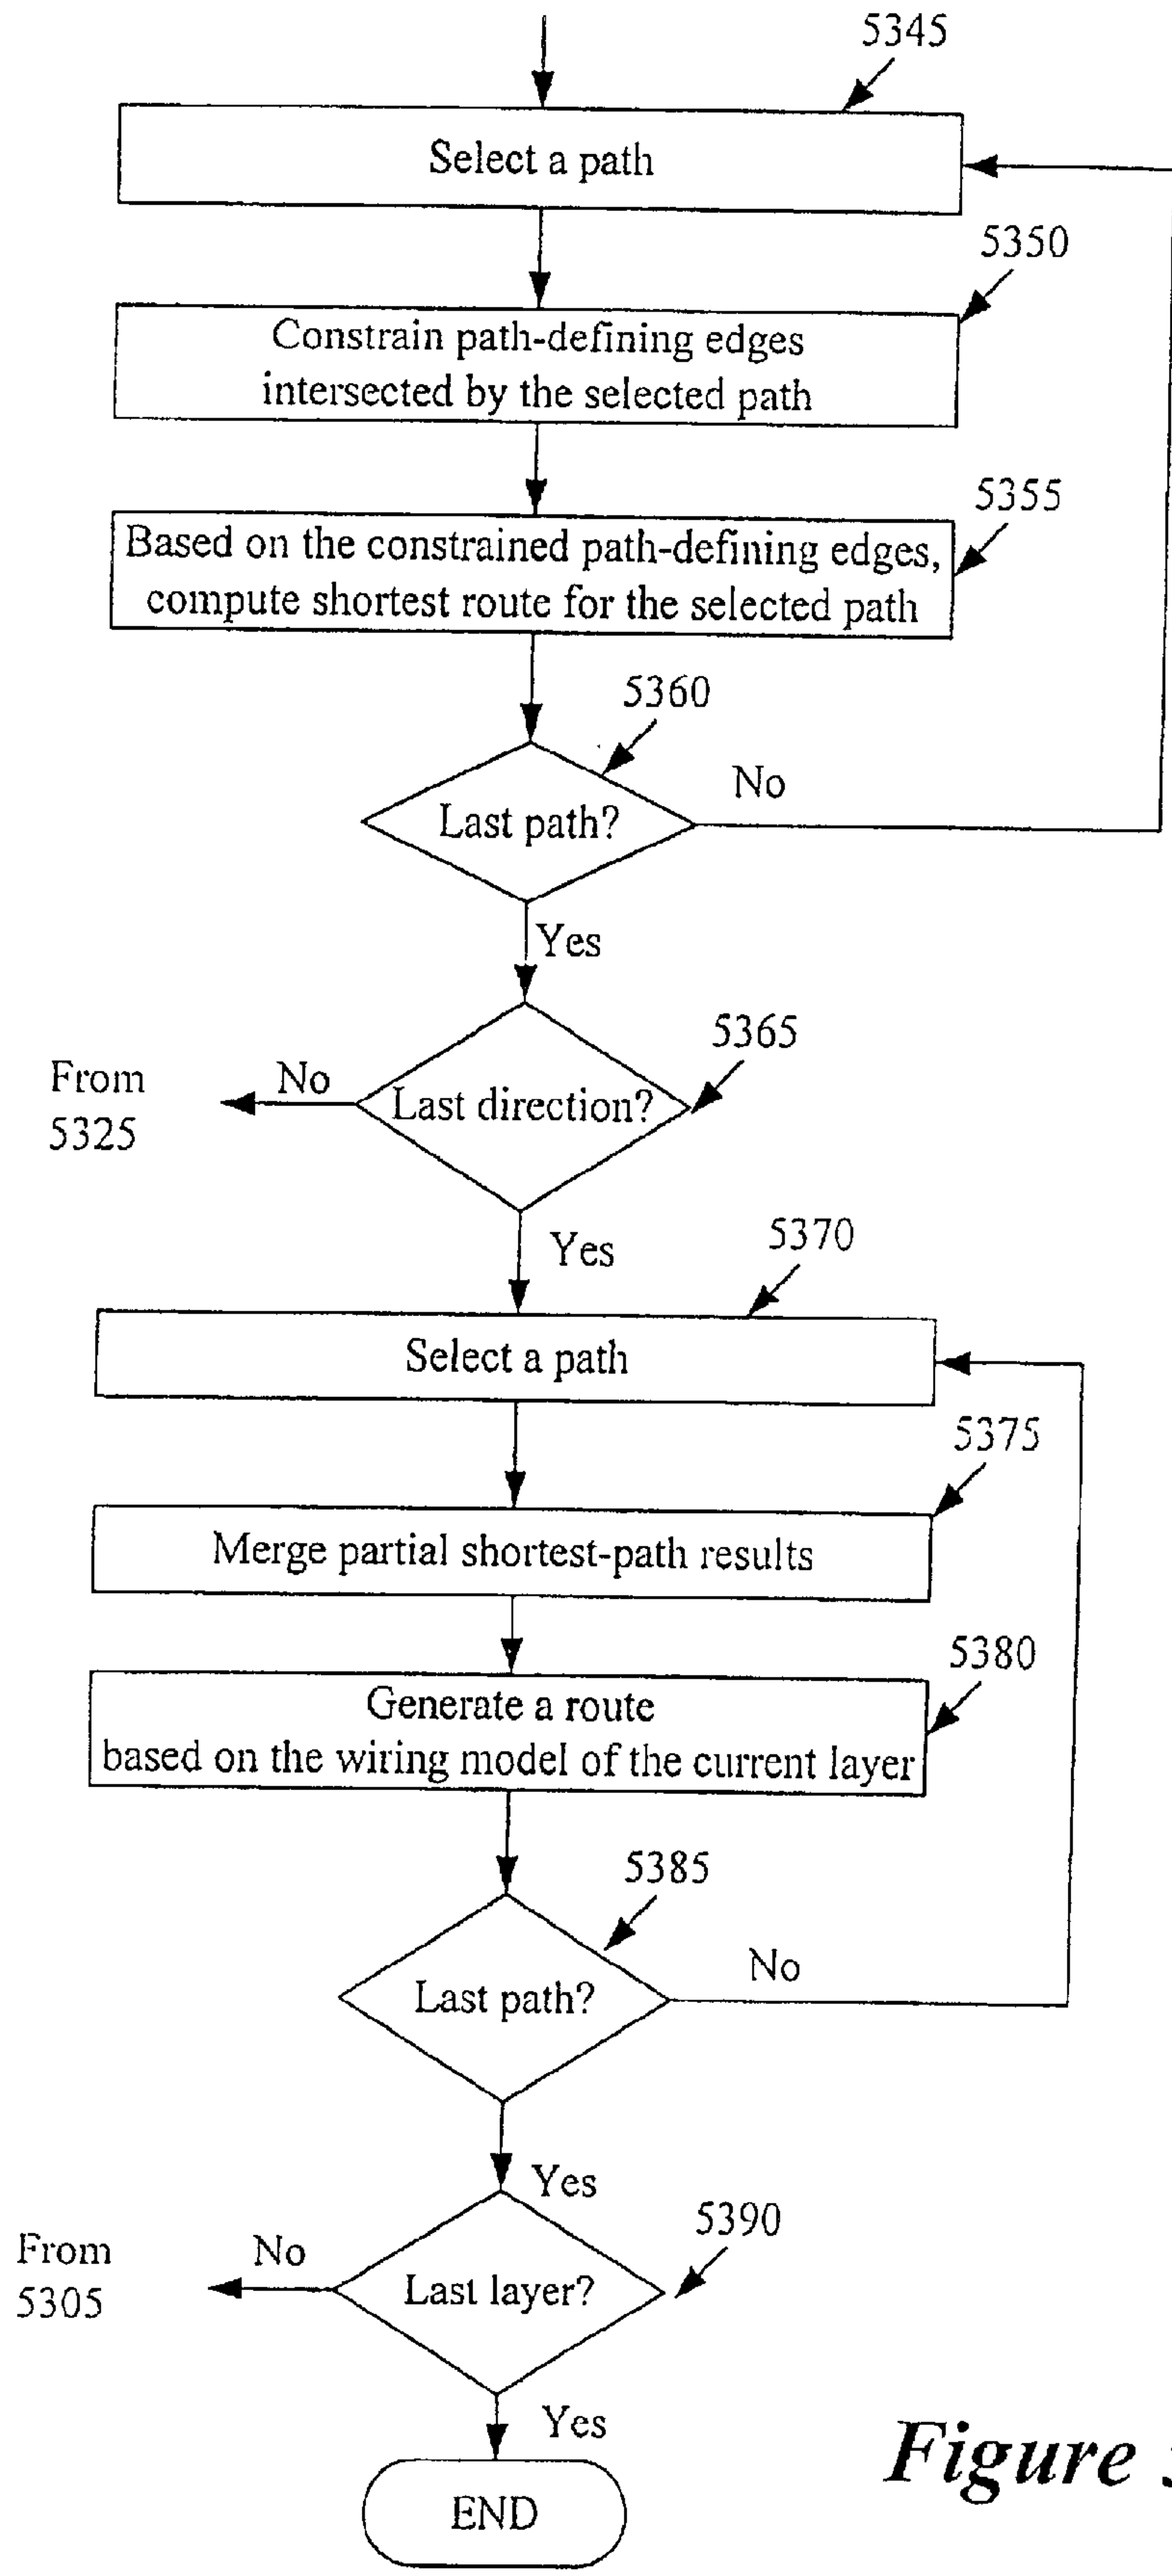 5345
Select a path
5350
Constrain path-defining edges
intersected by the selected path
5355
Based on the constrained path-defining edges,
compute shortest route for the selected path
5360
Last path?
No
Yes
5365
From
5325
No
Last direction?
Yes
5370
Select a path
5375
Merge partial shortest-path results
5380
Generate a route
based on the wiring model of the current layer
5385
Last path?
No
Yes
5390
From
5305
No
Last layer?
Yes
END
Figure